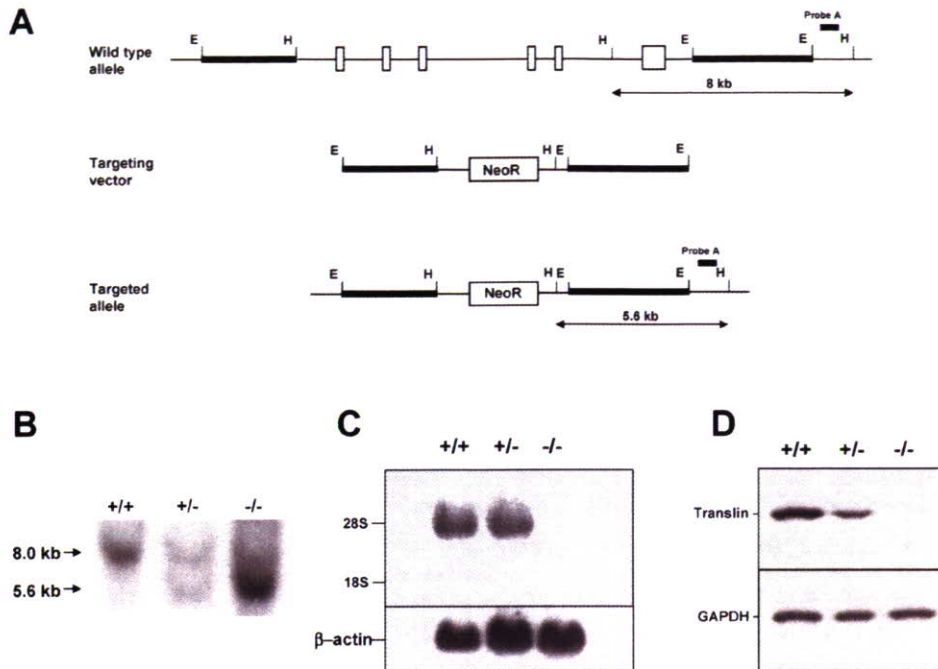 A
Wild type
allele
E
H
H
E
E
Probe A
H
8 kb
Targeting
vector
E
H
NeoR
H
E
E
Targeted
allele
E
H
NeoR
H
E
E
Probe A
H
5.6 kb
B
+/+
+/-
-/-
8.0 kb
5.6 kb
C
+/+
+/-
-/-
28S
18S
β–actin
D
+/+
+/-
-/-
Translin
GAPDH